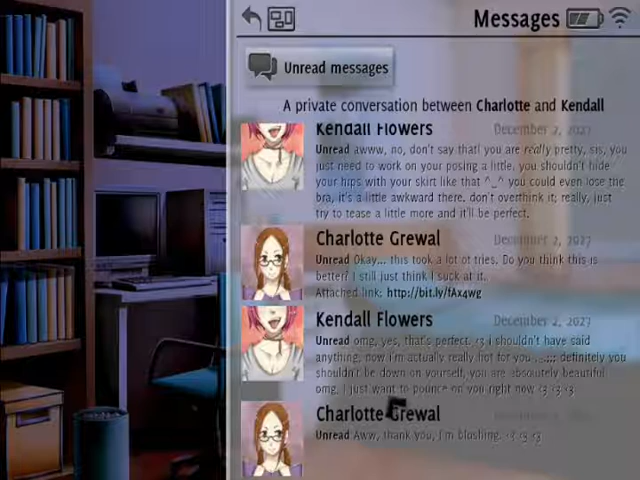 Messages
Unread messages
A private conversation between Charlotte and Kendall
Kendall Flowers December 2, 2027
Unread awww, no, don't say that! you are really pretty, sis, you
just need to work on your posing a little. you shouldn't hide
your hips with your skirt like that ^_^ you could even lose the
bra, it's a little awkward there. don't overthink it; really, just
try to tease a little more and it'll be perfect.
Charlotte Grewal December 2, 2027
Unread Okay... this took a lot of tries. Do you think this is
better? I still just think I suck at it.
Attached link: http://bit.ly/fAx4wg
Kendall Flowers December 2, 2027
Unread omg, yes, that's perfect. <3 i shouldn't have said
anything, now i'm actually really hot for you ._.;;; definitely you
shouldn't be down on yourself, you are absolutely beautiful
omg. I just want to pounce on you right now <3 <3 <3
Charlotte Grewal
Unread Aww, thank you, I'm blushing. <3 <3 <3